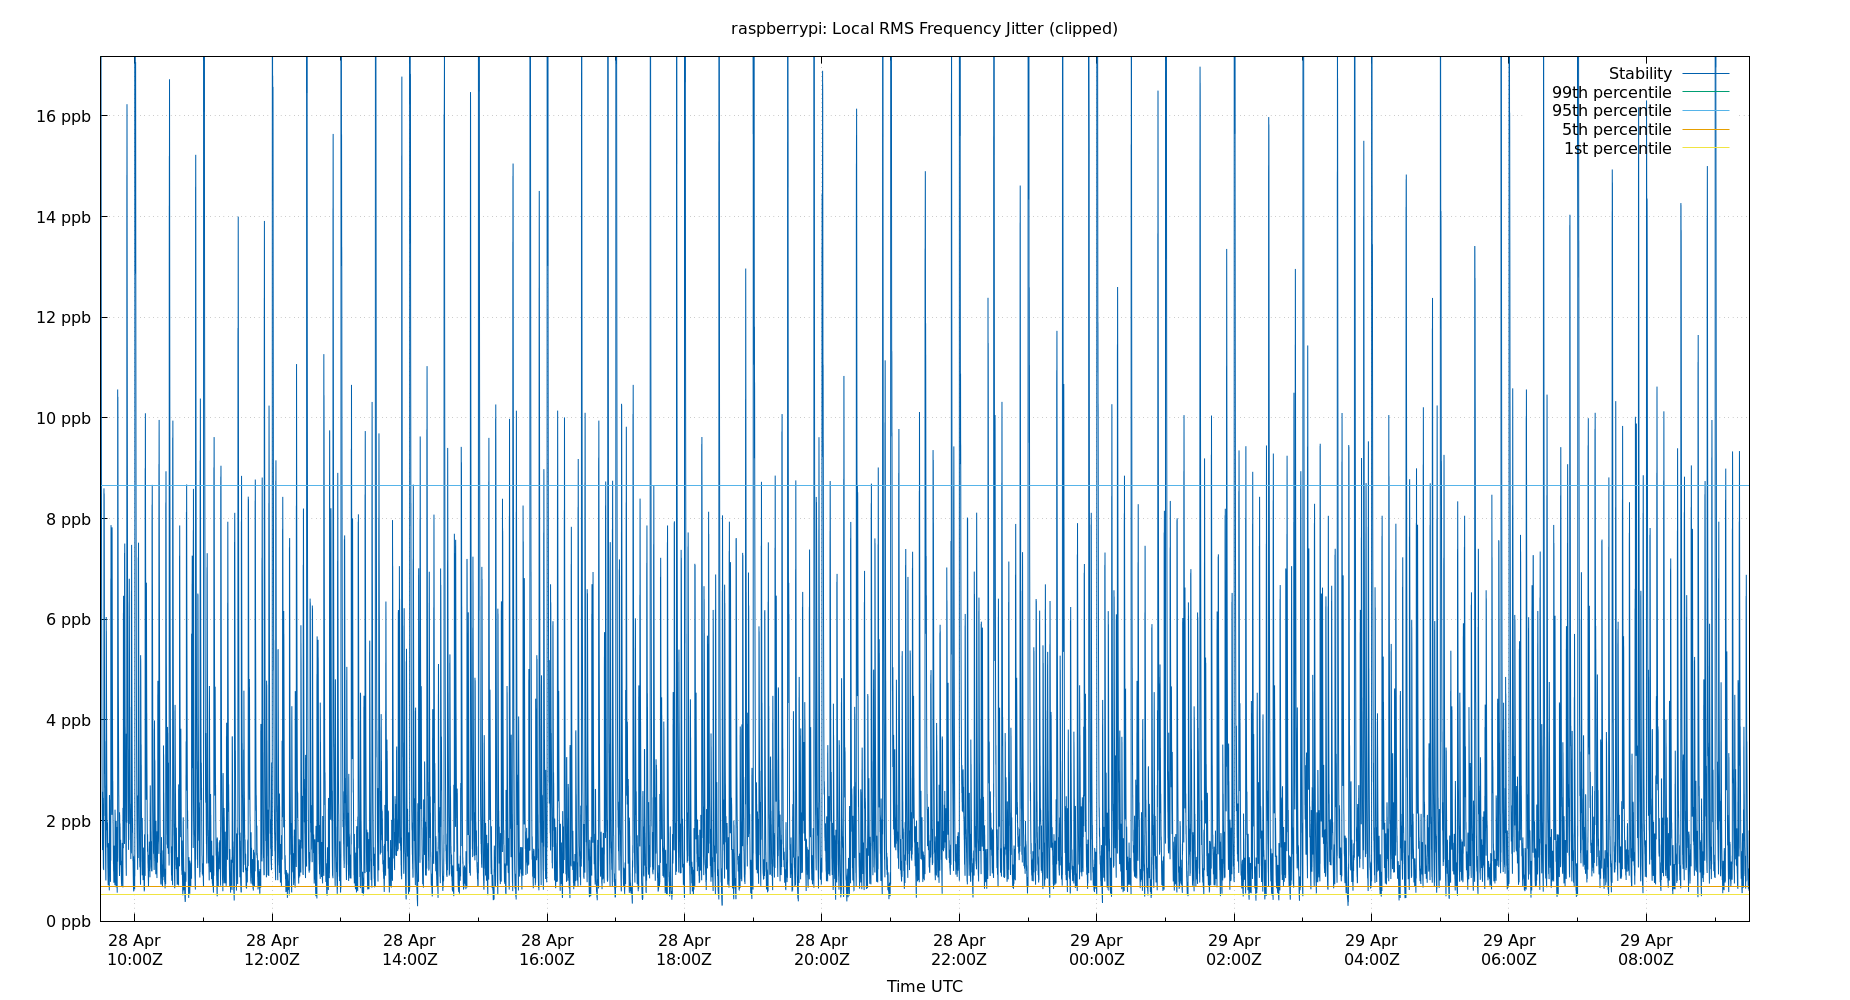 raspberrypi: Local RMS Frequency Jitter (clipped)
Stability
99th percentile
95th percentile
5th percentile
1st percentile
16 ppb
14 ppb
12 ppb
10 ppb
8 ppb
6 ppb
4 ppb
2 ppb
0 ppb
28 Apr 28 Apr 28 Apr 28 Apr 28 Apr 28 Apr 28 Apr 29 Apr 29 Apr 29 Apr 29 Apr 29 Apr
10:00Z 12:00Z 14:00Z 16:00Z 18:00Z 20:00Z 22:00Z 00:00Z 02:00Z 04:00Z 06:00Z 08:00Z
Time UTC